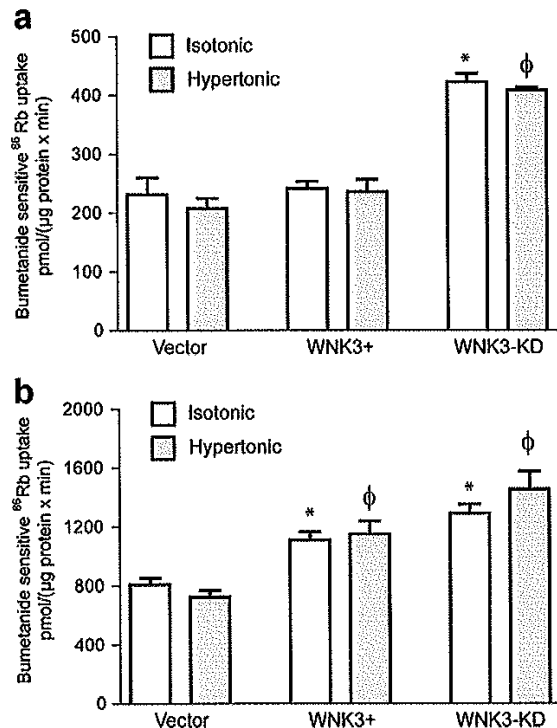 a
Bumetanide sensitive ⁸⁶Rb uptake
pmol/(µg protein x min)
500
400
300
200
100
0
Isotonic
Hypertonic
*
ϕ
Vector
WNK3+
WNK3-KD
b
Bumetanide sensitive ⁸⁶Rb uptake
pmol/(µg protein x min)
2000
1600
1200
800
400
0
Isotonic
Hypertonic
*
ϕ
*
ϕ
Vector
WNK3+
WNK3-KD